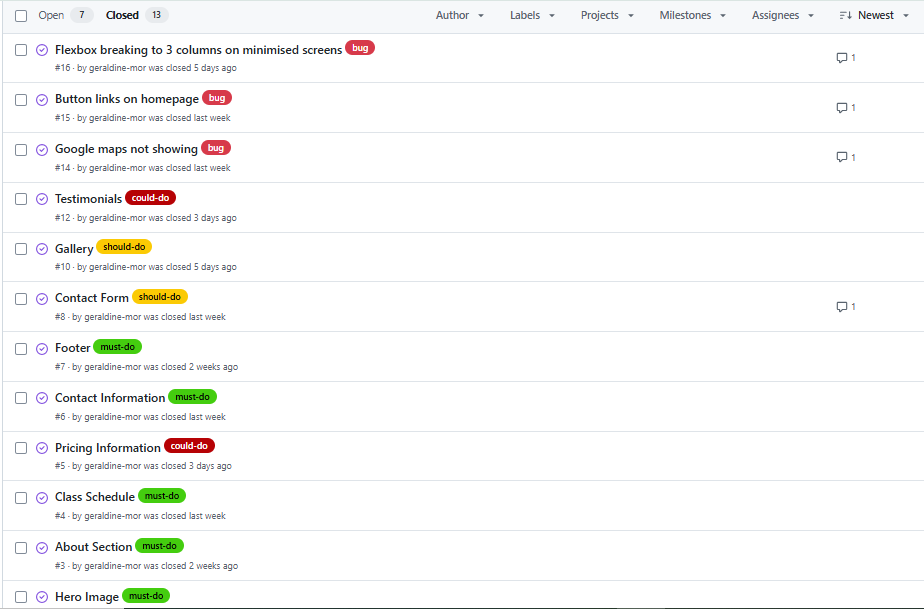 Open 7 Closed 13 Author Labels Projects Milestones Assignees Newest
Flexbox breaking to 3 columns on minimised screens bug
#16 · by geraldine-mor was closed 5 days ago
1
Button links on homepage bug
#15 · by geraldine-mor was closed last week
1
Google maps not showing bug
#14 · by geraldine-mor was closed last week
1
Testimonials could-do
#12 · by geraldine-mor was closed 3 days ago
Gallery should-do
#10 · by geraldine-mor was closed 5 days ago
Contact Form should-do
#8 · by geraldine-mor was closed last week
1
Footer must-do
#7 · by geraldine-mor was closed 2 weeks ago
Contact Information must-do
#6 · by geraldine-mor was closed last week
Pricing Information could-do
#5 · by geraldine-mor was closed 3 days ago
Class Schedule must-do
#4 · by geraldine-mor was closed last week
About Section must-do
#3 · by geraldine-mor was closed 2 weeks ago
Hero Image must-do